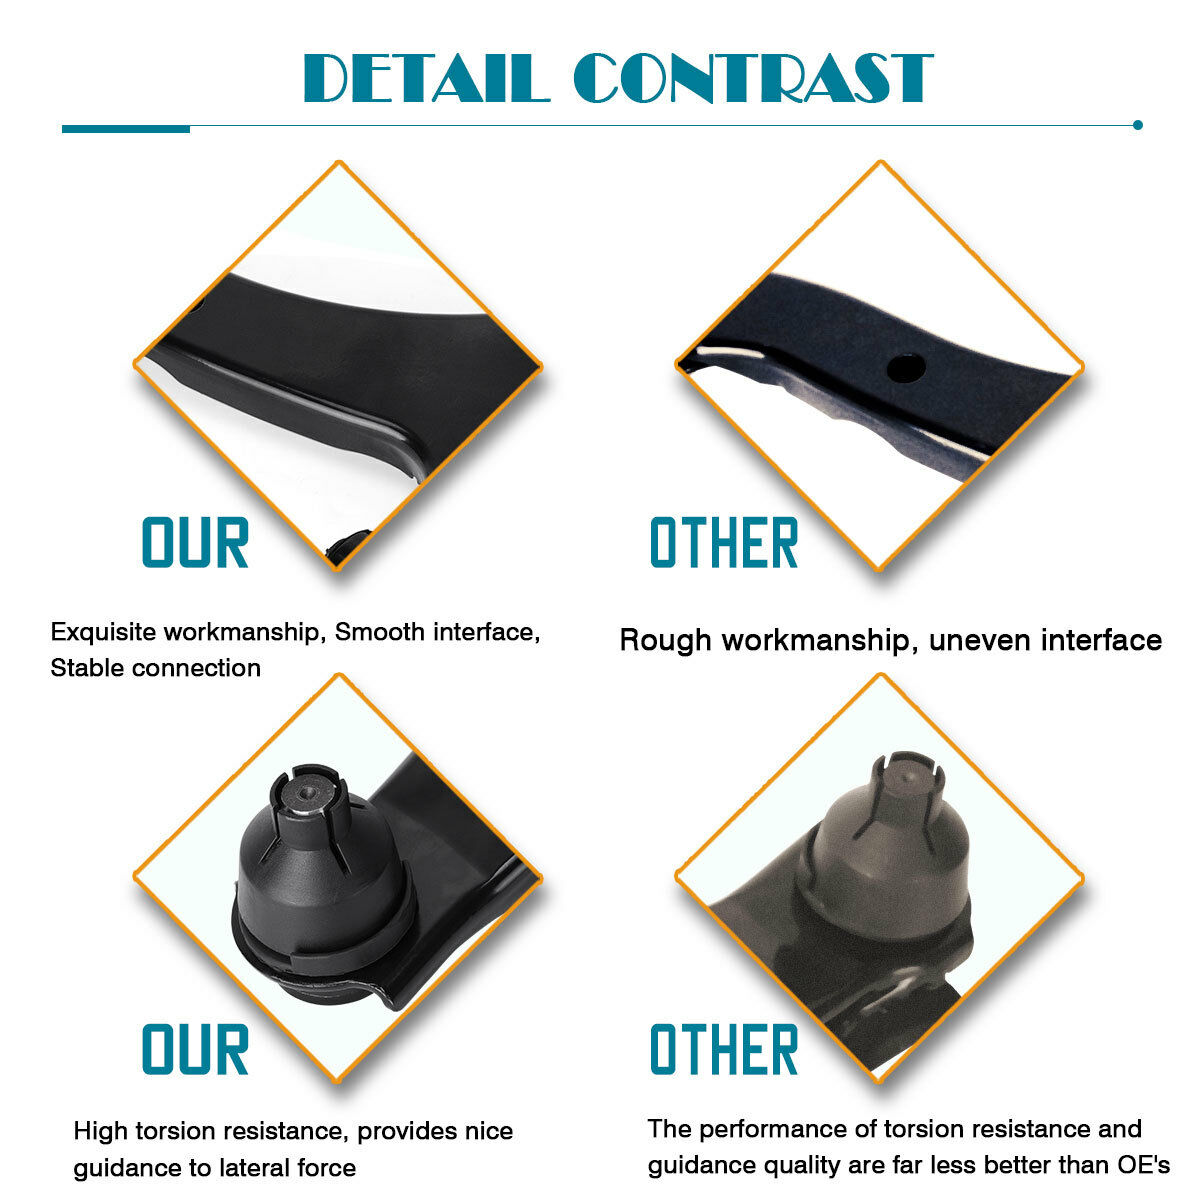 DETAIL CONTRAST
OUR
OTHER
Exquisite workmanship, Smooth interface,
Stable connection
Rough workmanship, uneven interface
OUR
OTHER
High torsion resistance, provides nice
guidance to lateral force
The performance of torsion resistance and
guidance quality are far less better than OE's